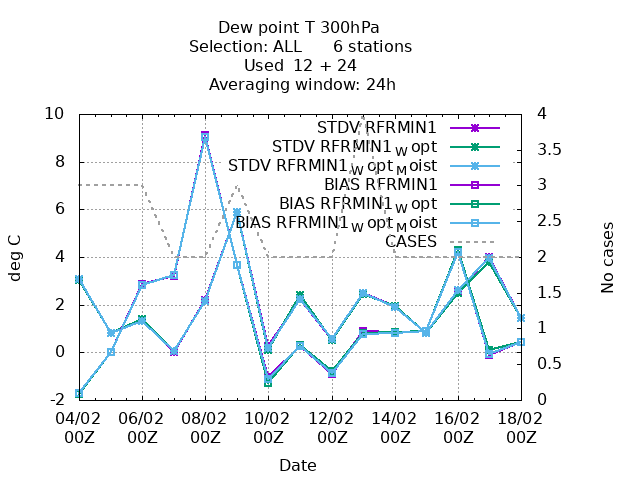 Dew point T 300hPa
Selection: ALL 6 stations
Used 12 + 24
Averaging window: 24h
10
8
6
4
2
0
-2
4
3.5
3
2.5
2
1.5
1
0.5
0
deg C
No cases
STDV RFRMIN1
STDV RFRMIN1_W opt
STDV RFRMIN1_W opt_M oist
BIAS RFRMIN1
BIAS RFRMIN1_W opt
BIAS RFRMIN1_W opt_M oist
CASES
04/02 06/02 08/02 10/02 12/02 14/02 16/02 18/02
00Z 00Z 00Z 00Z 00Z 00Z 00Z 00Z
Date